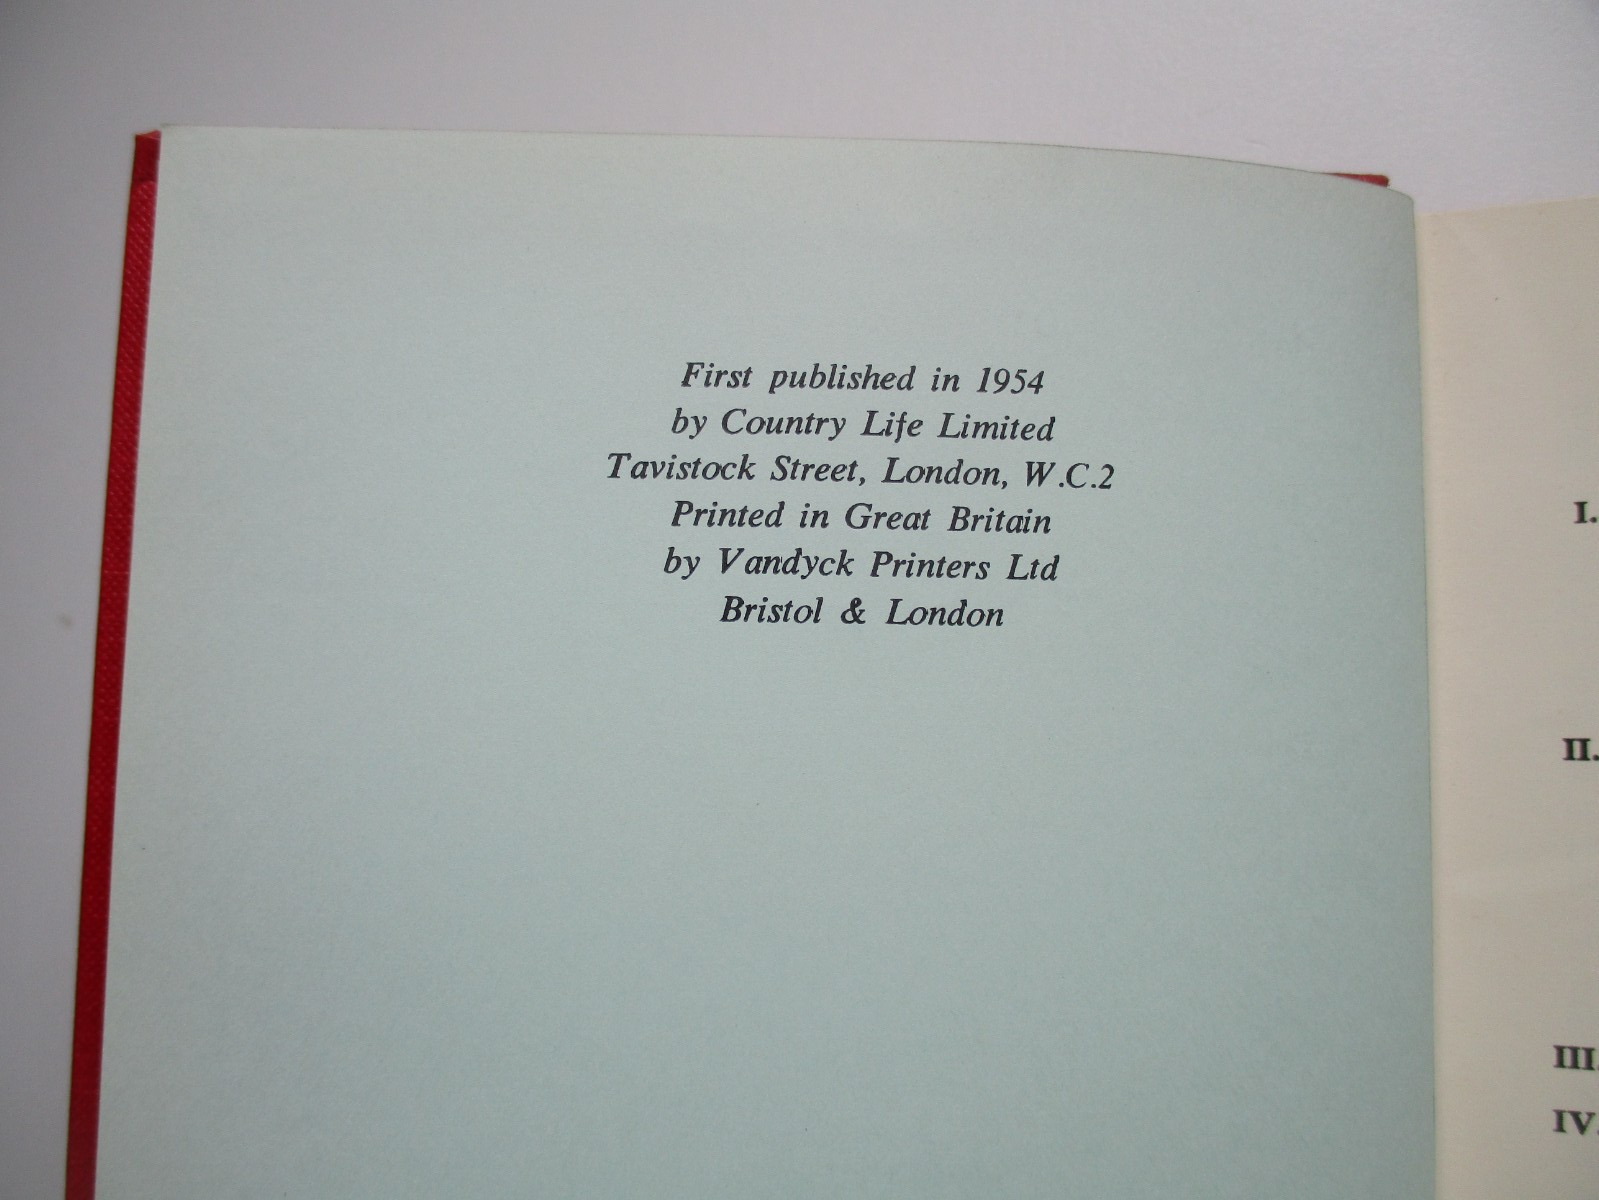 First published in 1954
by Country Life Limited
Tavistock Street, London, W.C.2
Printed in Great Britain
by Vandyck Printers Ltd
Bristol & London
I.
II.
III.
IV.